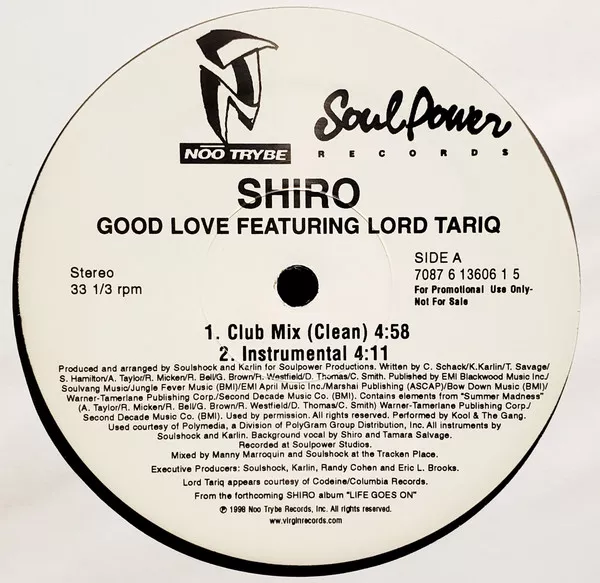 NOO TRYBE
Soul Power
RECORDS
SHIRO
GOOD LOVE FEATURING LORD TARIQ
Stereo
33 1/3 rpm
SIDE A
7087 6 13606 1 5
For Promotional Use Only-
Not For Sale
1. Club Mix (Clean) 4:58
2. Instrumental 4:11
Produced and arranged by Soulshock and Karlin for Soulpower Productions. Written by C. Schack/K.Karlin/T. Savage/
S. Hamilton/A. Taylor/R. Micken/R. Bell/G. Brown/R. Westfield/D. Thomas/C. Smith. Published by EMI Blackwood Music Inc./
Soulvang Music/Jungle Fever Music (BMI)/EMI April Music Inc./Marshai Publishing (ASCAP)/Bow Down Music (BMI)/
Warner-Tamerlane Publishing Corp./Second Decade Music Co. (BMI). Contains elements from "Summer Madness"
(A. Taylor/R. Micken/R. Bell/G. Brown/R. Westfield/D. Thomas/C. Smith) Warner-Tamerlane Publishing Corp./
Second Decade Music Co. (BMI). Used by permission. All rights reserved. Performed by Kool & The Gang.
Used courtesy of Polymedia, a Division of PolyGram Group Distribution, Inc. All instruments by
Soulshock and Karlin. Background vocal by Shiro and Tamara Salvage.
Recorded at Soulpower Studios.
Mixed by Manny Marroquin and Soulshock at the Tracken Place.
Executive Producers: Soulshock, Karlin, Randy Cohen and Eric L. Brooks.
Lord Tariq appears courtesy of Codeine/Columbia Records.
From the forthcoming SHIRO album "LIFE GOES ON"
℗ 1998 Noo Trybe Records, Inc. All rights reserved.
www.virginrecords.com